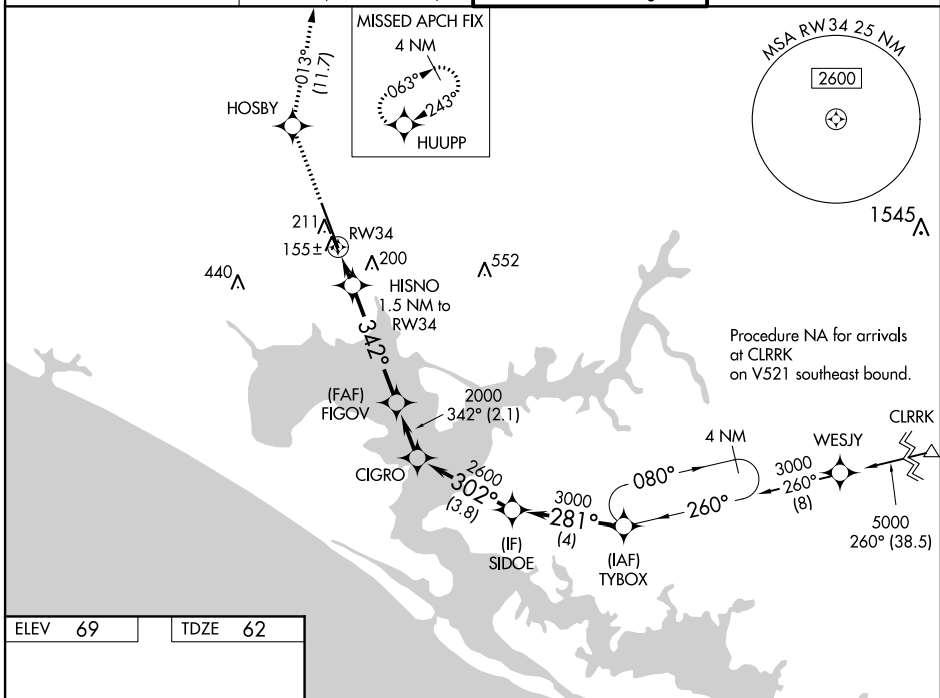 MISSED APCH FIX
4 NM
063°
243°
HUUPP
013°
(11.7)
HOSBY
MSA RW34 25 NM
2600
1545
211
155±
RW34
200
440
552
HISNO
1.5 NM to
RW34
342°
Procedure NA for arrivals
at CLRRK
on V521 southeast bound.
(FAF)
FIGOV
2000
342° (2.1)
CIGRO
2600
302°
(3.8)
3000
281°
(4)
(IF)
SIDOE
(IAF)
TYBOX
080°
4 NM
260°
WESJY
3000
260°
(8)
CLRRK
5000
260° (38.5)
ELEV 69
TDZE 62